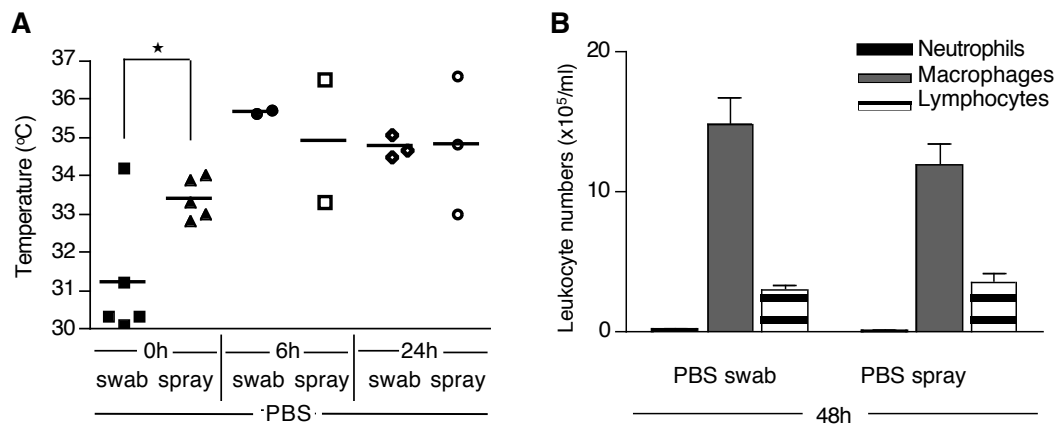 A
Temperature (ºC)
37
36
35
34
33
32
31
30
★
0h
6h
24h
swab spray swab spray swab spray
PBS
B
Leukocyte numbers (x10⁵/ml)
20
10
0
Neutrophils
Macrophages
Lymphocytes
PBS swab
PBS spray
48h